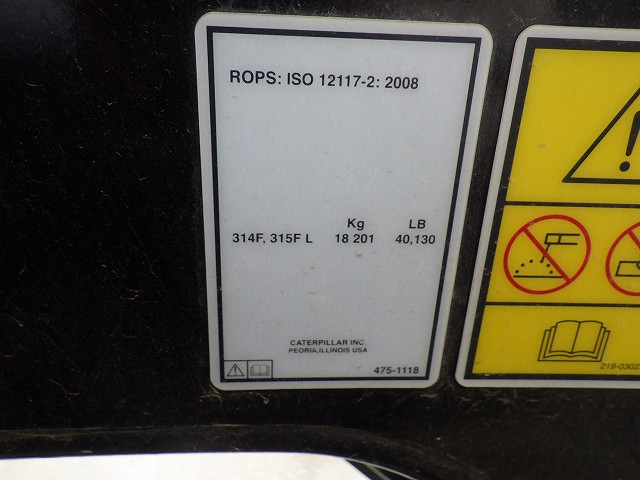 ROPS: ISO 12117-2: 2008
Kg LB
314F, 315F L 18 201 40,130
CATERPILLAR INC.
PEORIA,ILLINOIS USA
475-1118